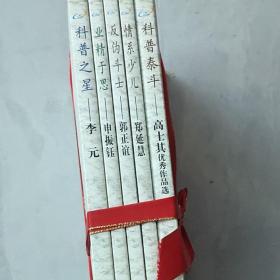 科普之星——李元
业精于思——申振钰
反伪斗士——郭正谊
情系少儿——郑延慧
科普泰斗——高士其优秀作品选